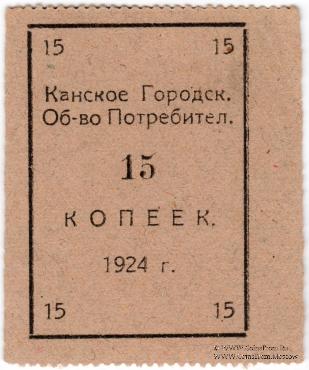 15 15
Канское Городск.
Об-во Потребител.
15
КОПЕЕК.
1924 г.
15 15